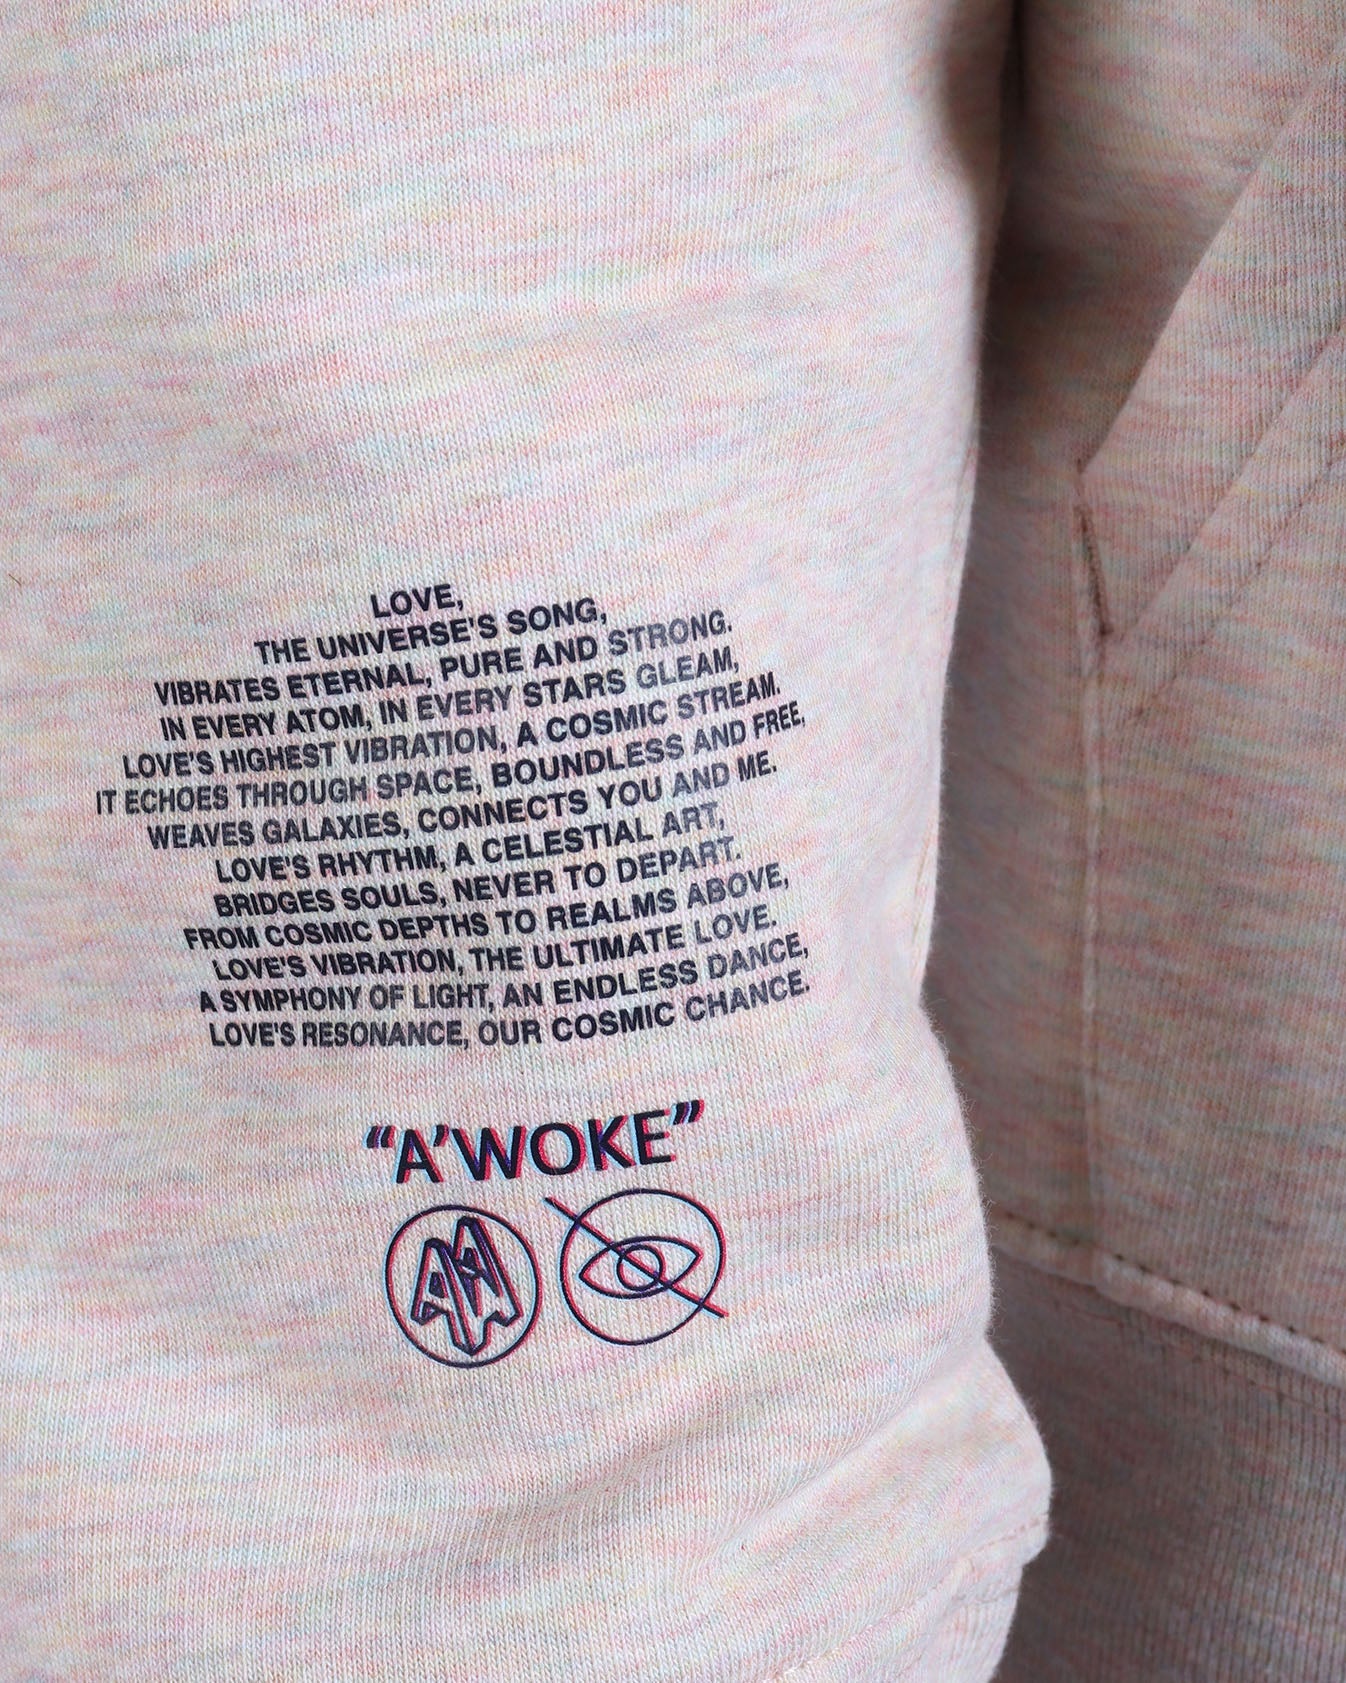 LOVE,
THE UNIVERSE'S SONG,
VIBRATES ETERNAL, PURE AND STRONG.
IN EVERY ATOM, IN EVERY STARS GLEAM,
LOVE'S HIGHEST VIBRATION, A COSMIC STREAM.
IT ECHOES THROUGH SPACE, BOUNDLESS AND FREE,
WEAVES GALAXIES, CONNECTS YOU AND ME.
LOVE'S RHYTHM, A CELESTIAL ART,
BRIDGES SOULS, NEVER TO DEPART.
FROM COSMIC DEPTHS TO REALMS ABOVE,
LOVE'S VIBRATION, THE ULTIMATE LOVE.
A SYMPHONY OF LIGHT, AN ENDLESS DANCE,
LOVE'S RESONANCE, OUR COSMIC CHANCE.
“A’WOKE”
AW